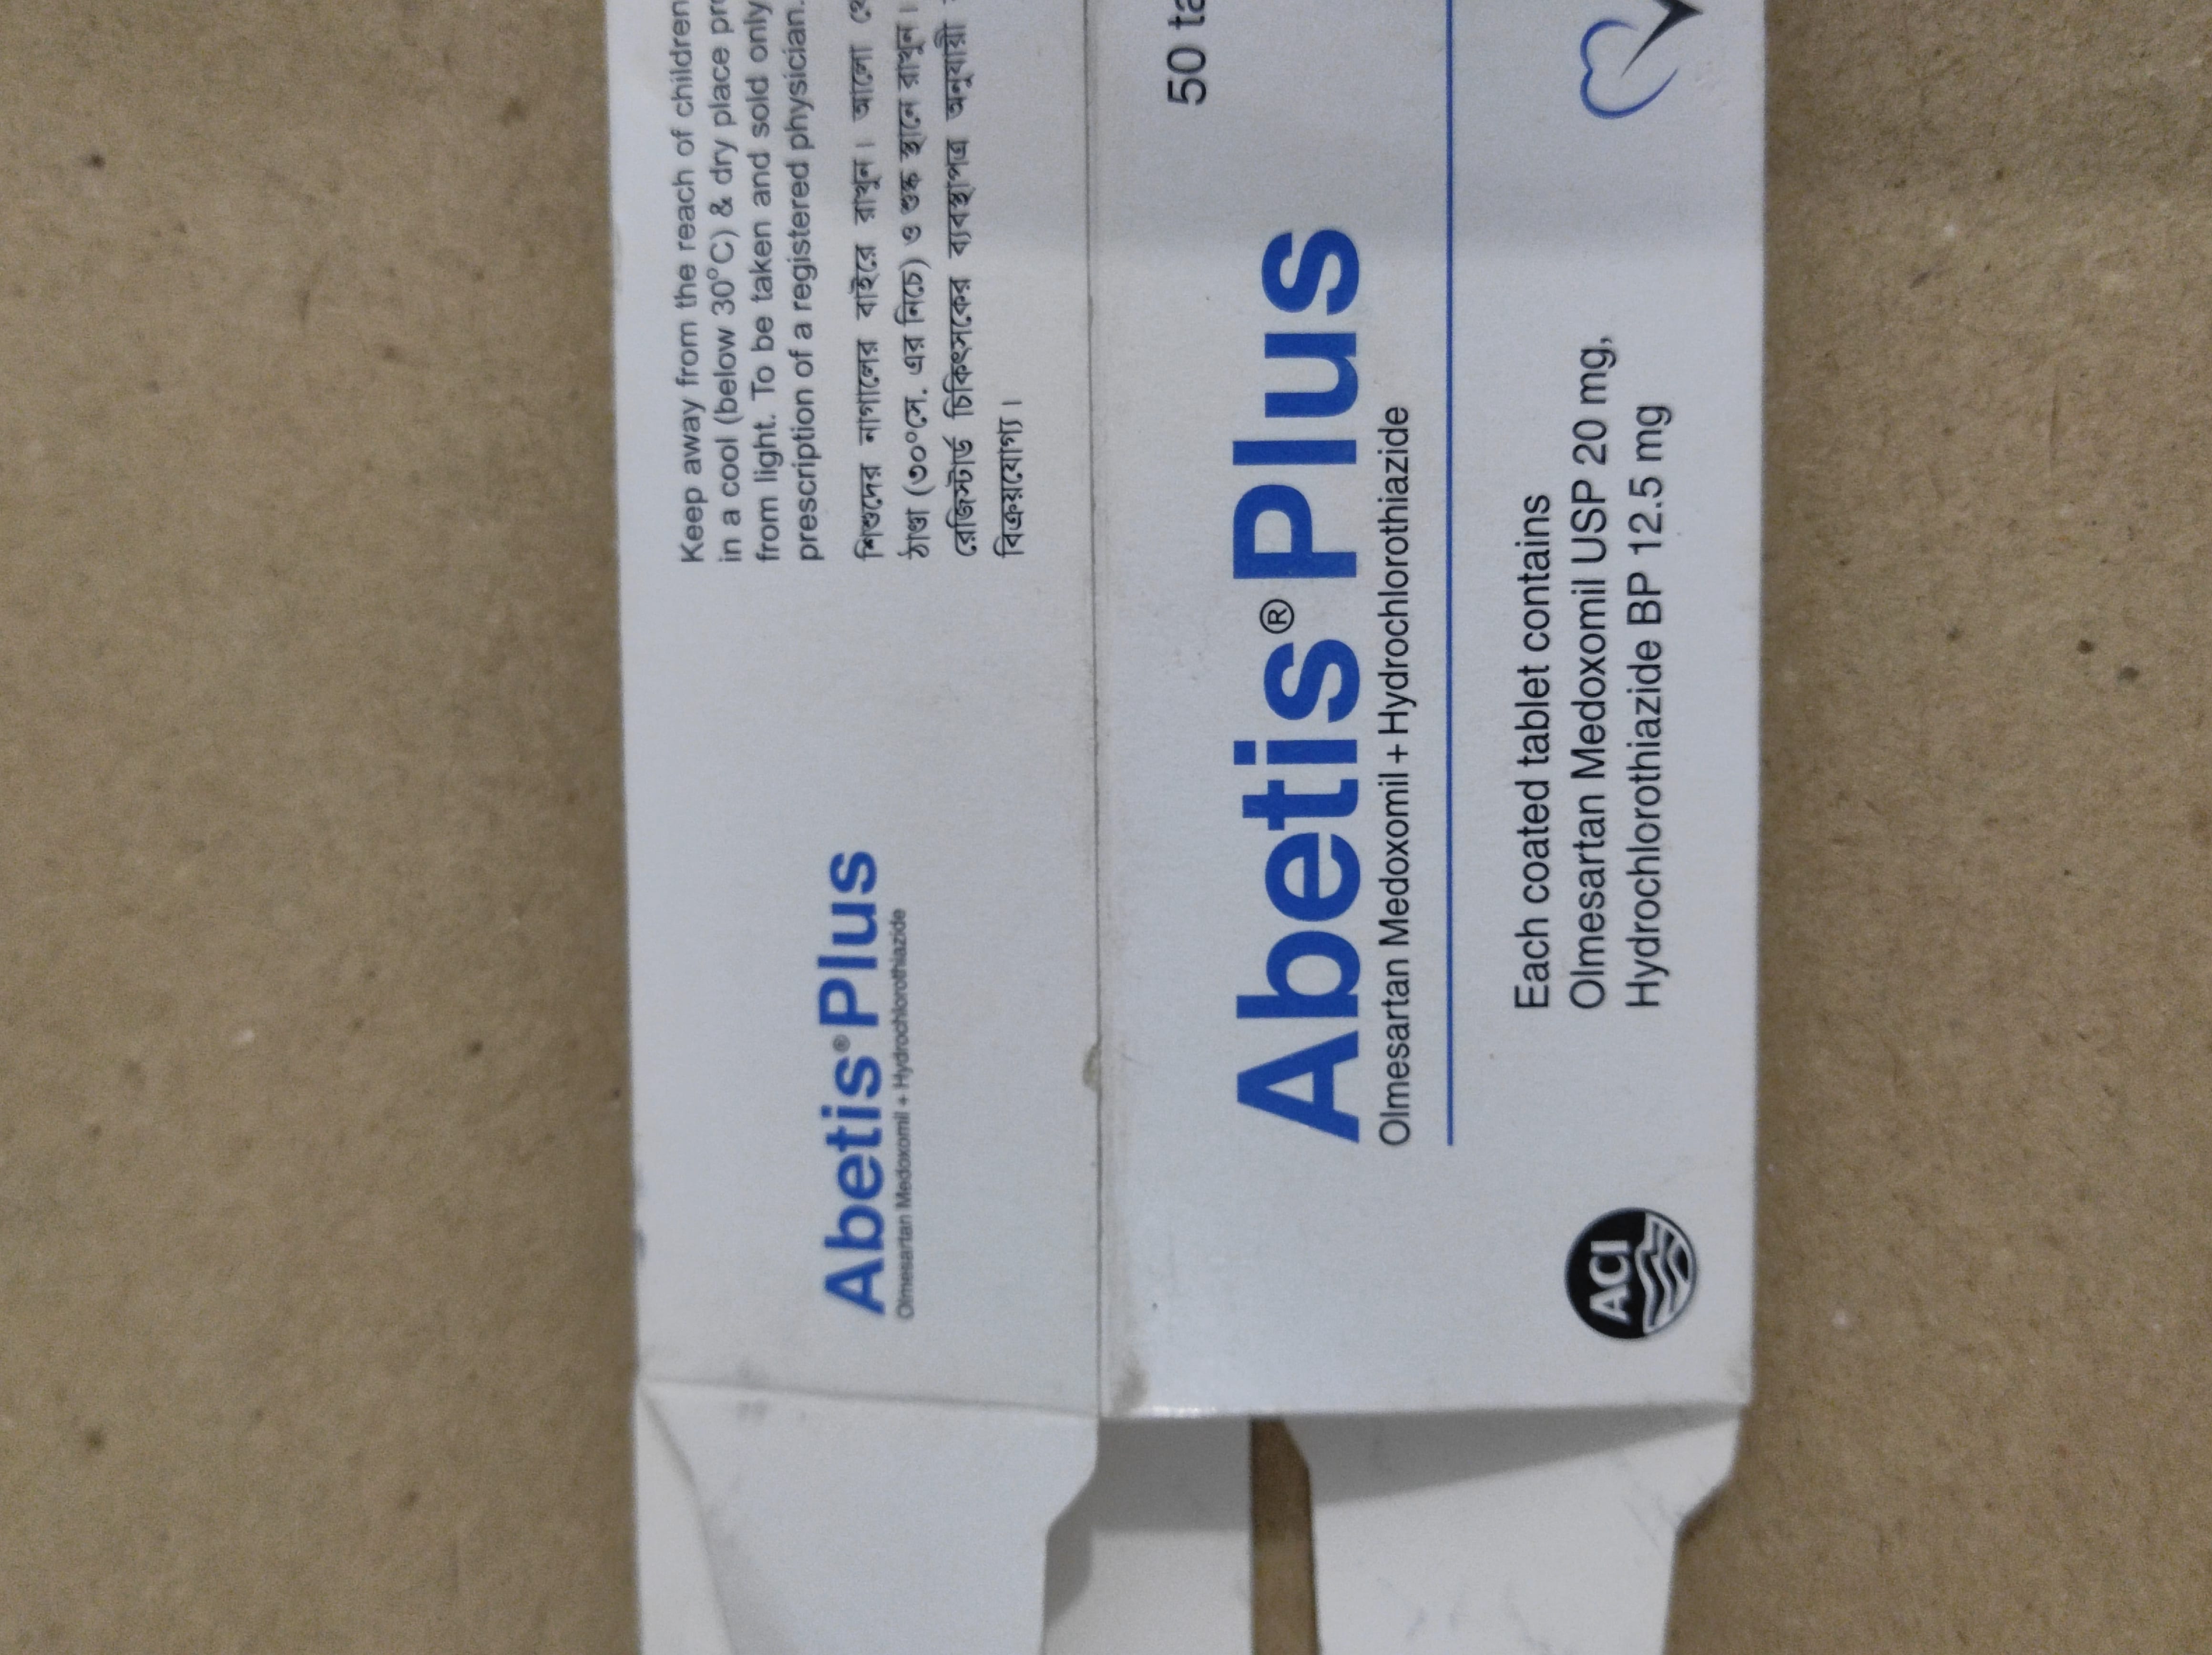 Keep away from the reach of children
in a cool (below 30°C) & dry place
from light. To be taken and sold only
prescription of a registered physician.
শিশুদের নাগালের বাইরে রাখুন। আলো
ঠাণ্ডা (৩০°সে. এর নিচে) ও শুষ্ক স্থানে রাখুন।
রেজিস্টার্ড চিকিৎসকের ব্যবস্থাপত্র অনুযায়ী
বিক্রয়যোগ্য।
Abetis® Plus
Olmesartan Medoxomil + Hydrochlorothiazide
50
Abetis® Plus
Olmesartan Medoxomil + Hydrochlorothiazide
Each coated tablet contains
Olmesartan Medoxomil USP 20 mg,
Hydrochlorothiazide BP 12.5 mg
ACI